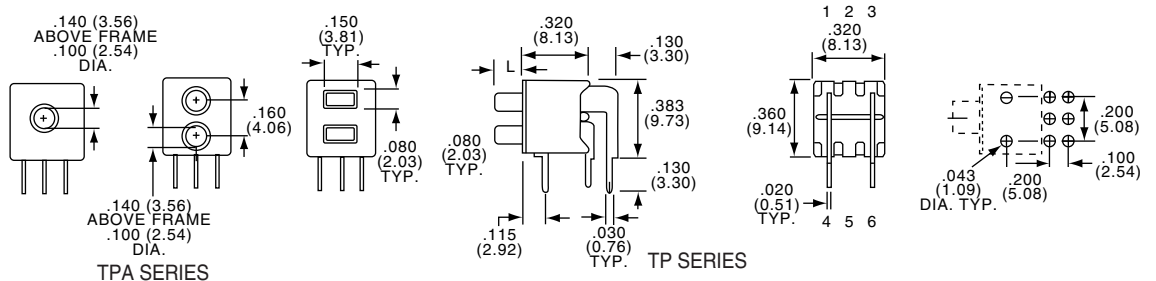 .140 (3.56)
ABOVE FRAME
.100 (2.54)
DIA.
.160
(4.06)
.140 (3.56)
ABOVE FRAME
.100 (2.54)
DIA.
TPA SERIES
.150
(3.81)
TYP.
.080
(2.03)
TYP.
L
.320
(8.13)
.130
(3.30)
.383
(9.73)
.080
(2.03)
TYP.
.130
(3.30)
.115
(2.92)
.030
(0.76)
TYP.
TP SERIES
1 2 3
.320
(8.13)
.360
(9.14)
.020
(0.51)
TYP.
4 5 6
.200
(5.08)
.100
(2.54)
.043
(1.09)
DIA. TYP.
.200
(5.08)